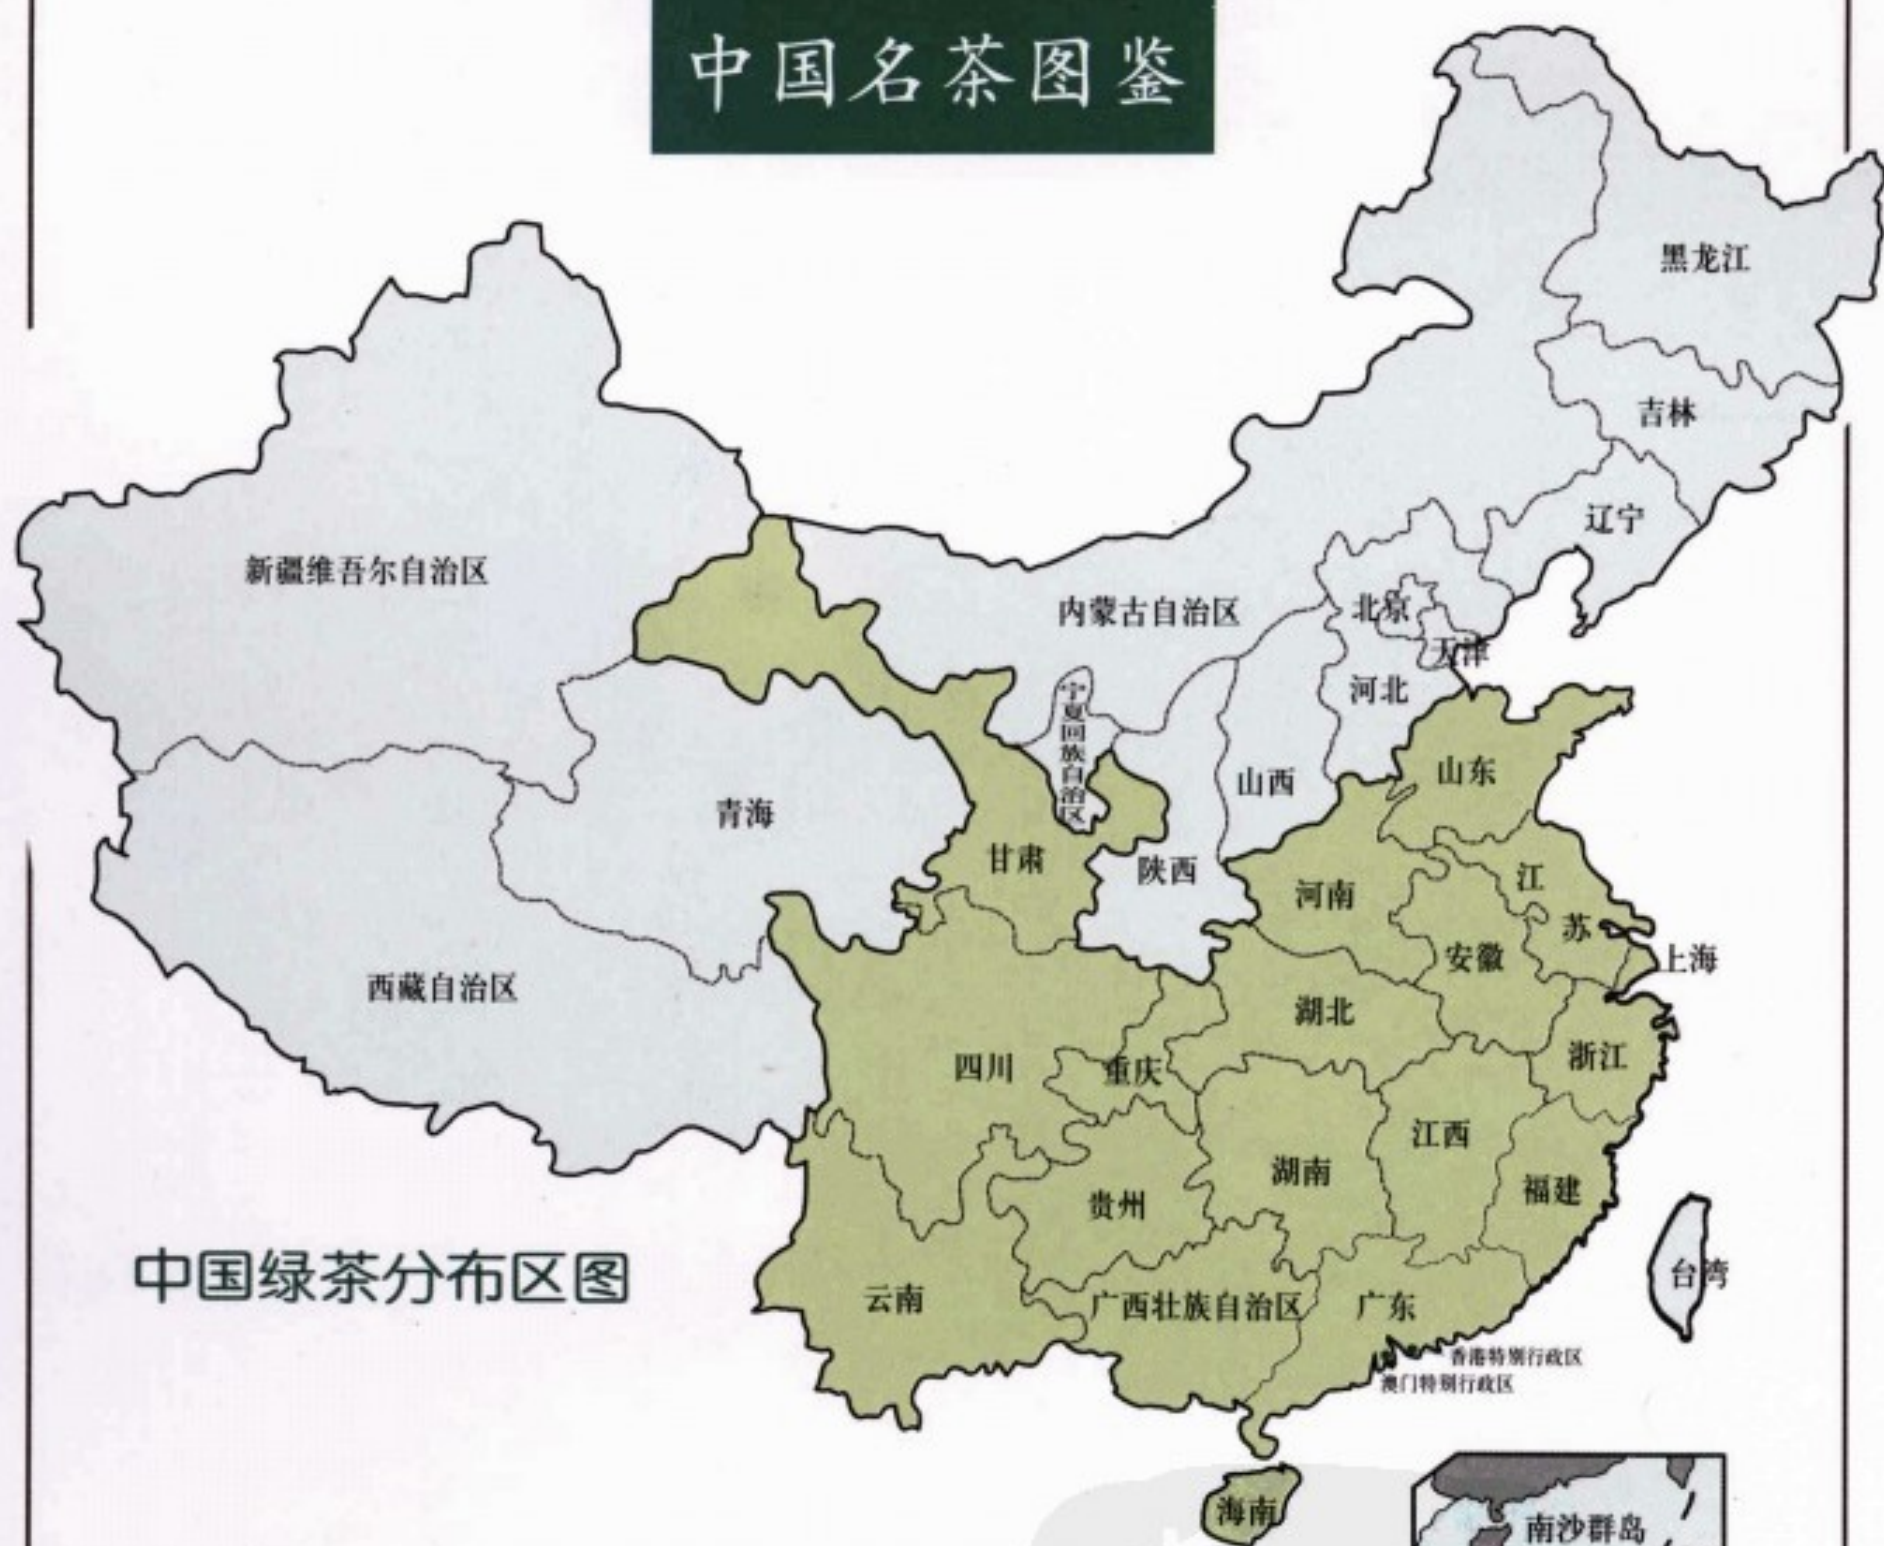 中国名茶图鉴
黑龙江
吉林
辽宁
新疆维吾尔自治区
内蒙古自治区
北京
天津
河北
宁夏回族自治区
山东
山西
青海
甘肃
陕西
河南
江苏
安徽
上海
西藏自治区
湖北
四川
重庆
浙江
江西
湖南
福建
贵州
中国绿茶分布区图
云南
广西壮族自治区
广东
台湾
香港特别行政区
澳门特别行政区
海南
南沙群岛